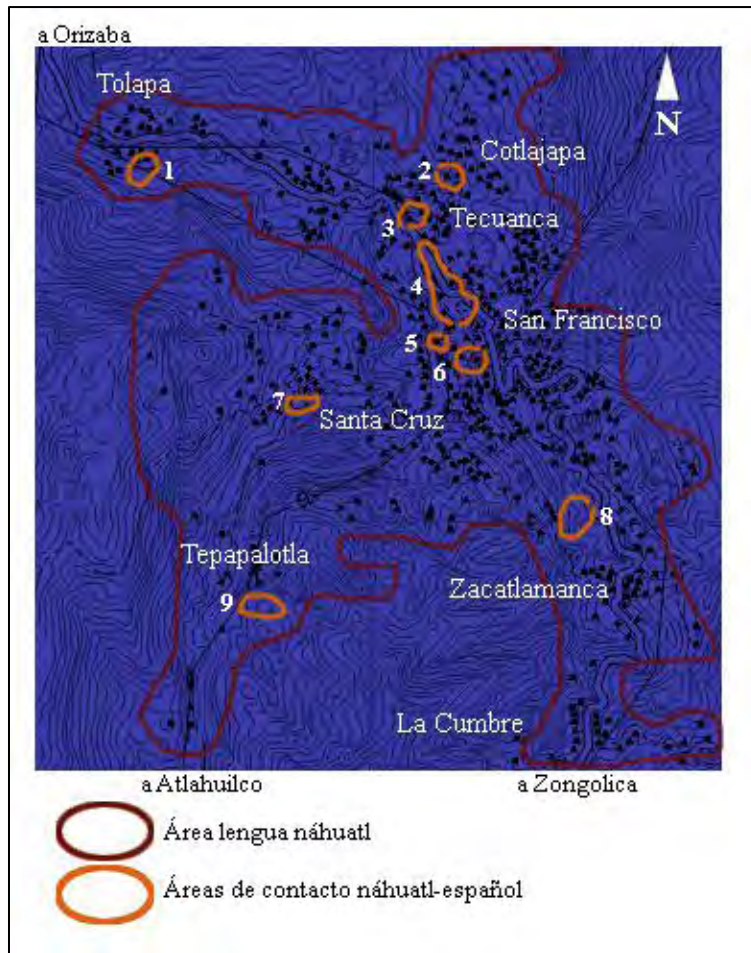 a Orizaba
Tolapa
N
1
2
Cotlajapa
3
Tecuanca
4
San Francisco
5
6
7
Santa Cruz
8
Tepapalotla
Zacatlamanca
9
La Cumbre
a Atlahuilco
a Zongolica
Área lengua náhuatl
Áreas de contacto náhuatl-español